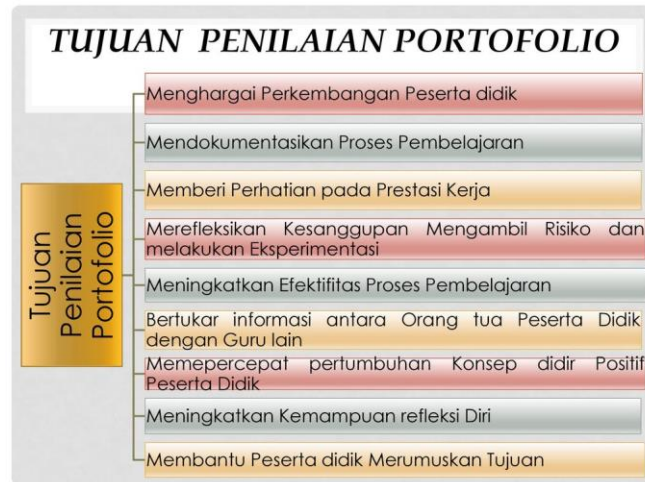 TUJUAN PENILAIAN PORTOFOLIO
Tujuan
Penilaian
Portofolio
Menghargai Perkembangan Peserta didik
Mendokumentasikan Proses Pembelajaran
Memberi Perhatian pada Prestasi Kerja
Merefleksikan Kesanggupan Mengambil Risiko dan
melakukan Eksperimentasi
Meningkatkan Efektifitas Proses Pembelajaran
Bertukar informasi antara Orang tua Peserta Didik
dengan Guru lain
Memepercepat pertumbuhan Konsep didir Positif
Peserta Didik
Meningkatkan Kemampuan refleksi Diri
Membantu Peserta didik Merumuskan Tujuan